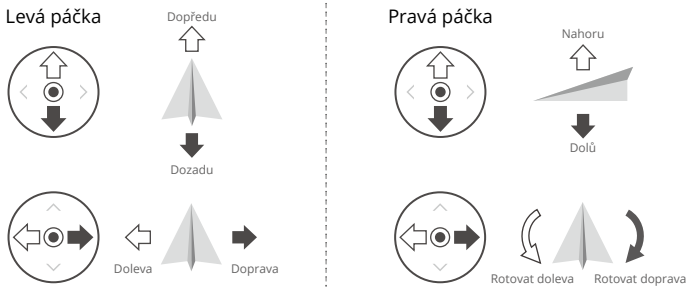 Levá páčka
Dopředu
Dozadu
Doleva
Doprava
Pravá páčka
Nahoru
Dolů
Rotovat doleva
Rotovat doprava